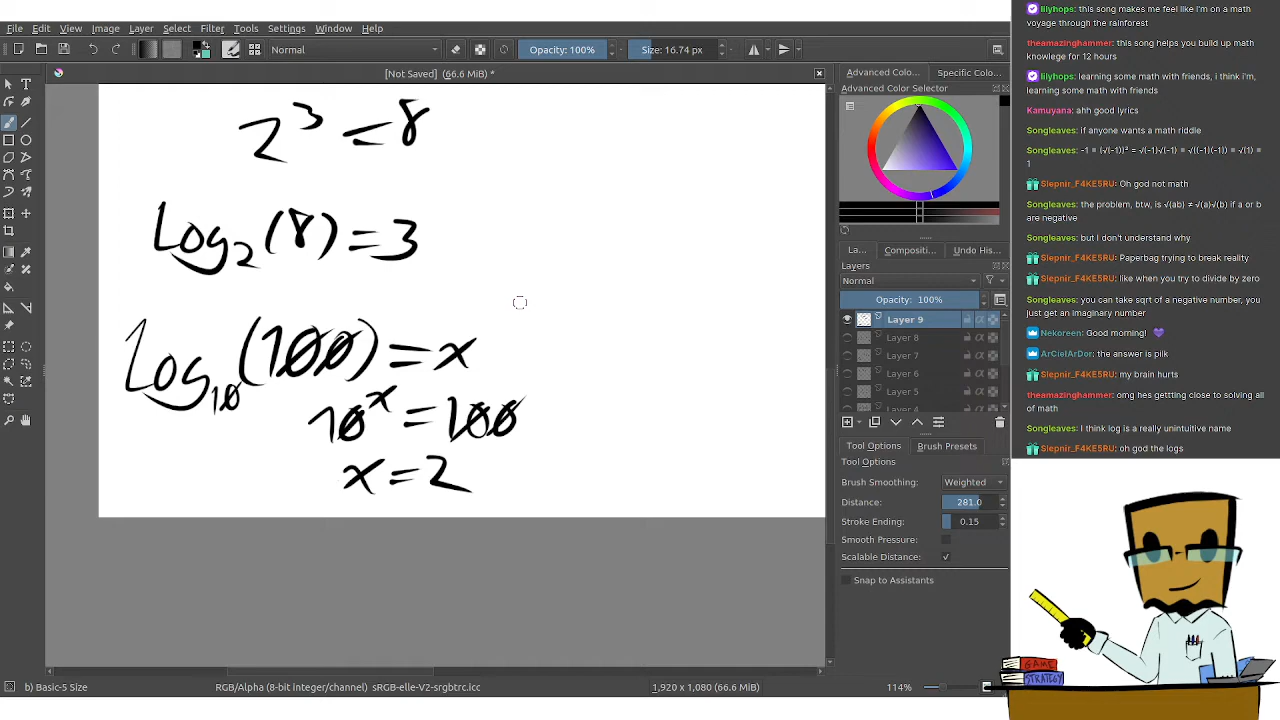 File Edit View Image Layer Select Filter Tools Settings Window Help
Normal Opacity: 100% Size: 16.74 px
[Not Saved] (66.6 MiB) *
2³ = 8
Log₂ (8) = 3
Log₁₀ (100) = x
10ˣ = 100
x = 2
b) Basic-5 Size RGB/Alpha (8-bit integer/channel) sRGB-elle-V2-srgbtrc.icc 1,920 x 1,080 (66.6 MiB) 114%
Advanced Colo... Specific Color...
Advanced Color Selector
La... Compositi... Undo His...
Layers
Normal
Opacity: 100%
Layer 9
Layer 8
Layer 7
Layer 6
Layer 5
Layer 4
Tool Options Brush Presets
Tool Options
Brush Smoothing: Weighted
Distance: 281.0
Stroke Ending: 0.15
Smooth Pressure:
Scalable Distance: ✓
Snap to Assistants
lilyhops: this song makes me feel like i'm on a math
voyage through the rainforest
theamazinghammer: this song helps you build up math
knowlege for 12 hours
lilyhops: learning some math with friends, i think i'm,
learning some math with friends
Kamuyana: ahh good lyrics
Songleaves: if anyone wants a math riddle
Songleaves: -1 = (√(-1))² = √(-1)√(-1) = √((-1)(-1)) = √(1) =
1
Slepnir_F4KE5RU: Oh god not math
Songleaves: the problem, btw, is √(ab) ≠ √(a)√(b) if a or b
are negative
Songleaves: but I don't understand why
Slepnir_F4KE5RU: Paperbag trying to break reality
Slepnir_F4KE5RU: like when you try to divide by zero
Songleaves: you can take sqrt of a negative number, you
just get an imaginary number
Nekoreen: Good morning! 💜
ArCielArDor: the answer is pilk
Slepnir_F4KE5RU: my brain hurts
theamazinghammer: omg hes gettting close to solving all
of math
Songleaves: I think log is a really unintuitive name
Slepnir_F4KE5RU: oh god the logs
GAME
STRATEGY